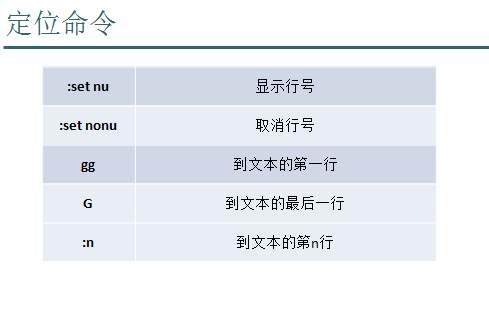 定位命令
:set nu 显示行号
:set nonu 取消行号
gg 到文本的第一行
G 到文本的最后一行
:n 到文本的第n行